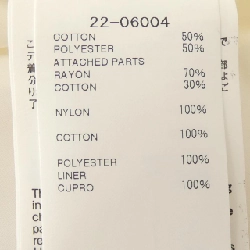 22-06004
COTTON 50%
POLYESTER 50%
ATTACHED PARTS
RAYON 70%
COTTON 30%
NYLON 100%
COTTON 100%
POLYESTER 100%
LINER
CUPRO 100%